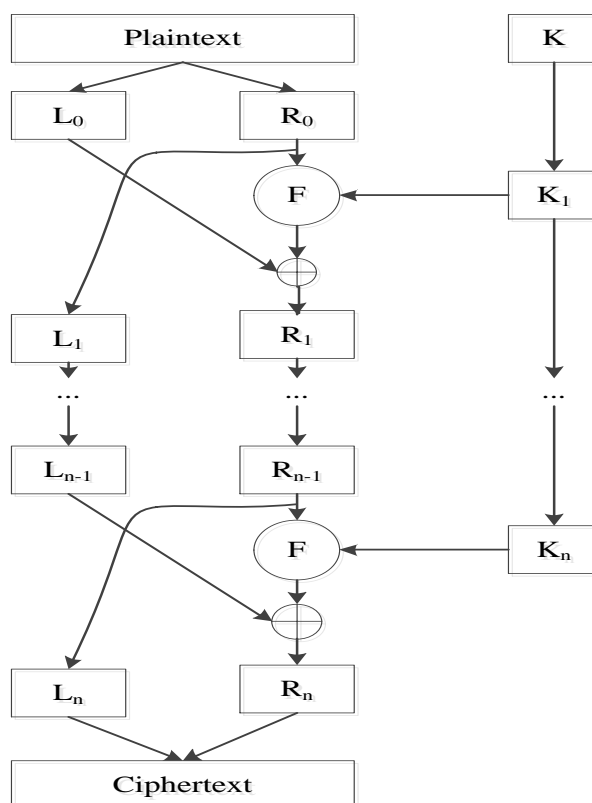 Plaintext K
L₀ R₀
F K₁
L₁ R₁
... ... ...
Lₙ₋₁ Rₙ₋₁
F Kₙ
Lₙ Rₙ
Ciphertext